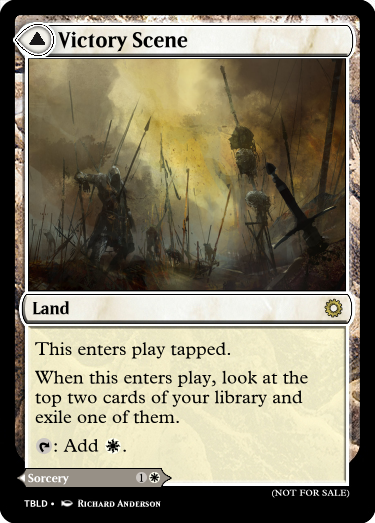 Victory Scene
Land
This enters play tapped.
When this enters play, look at the
top two cards of your library and
exile one of them.
: Add .
Sorcery 1
(NOT FOR SALE)
TBLD • Richard Anderson